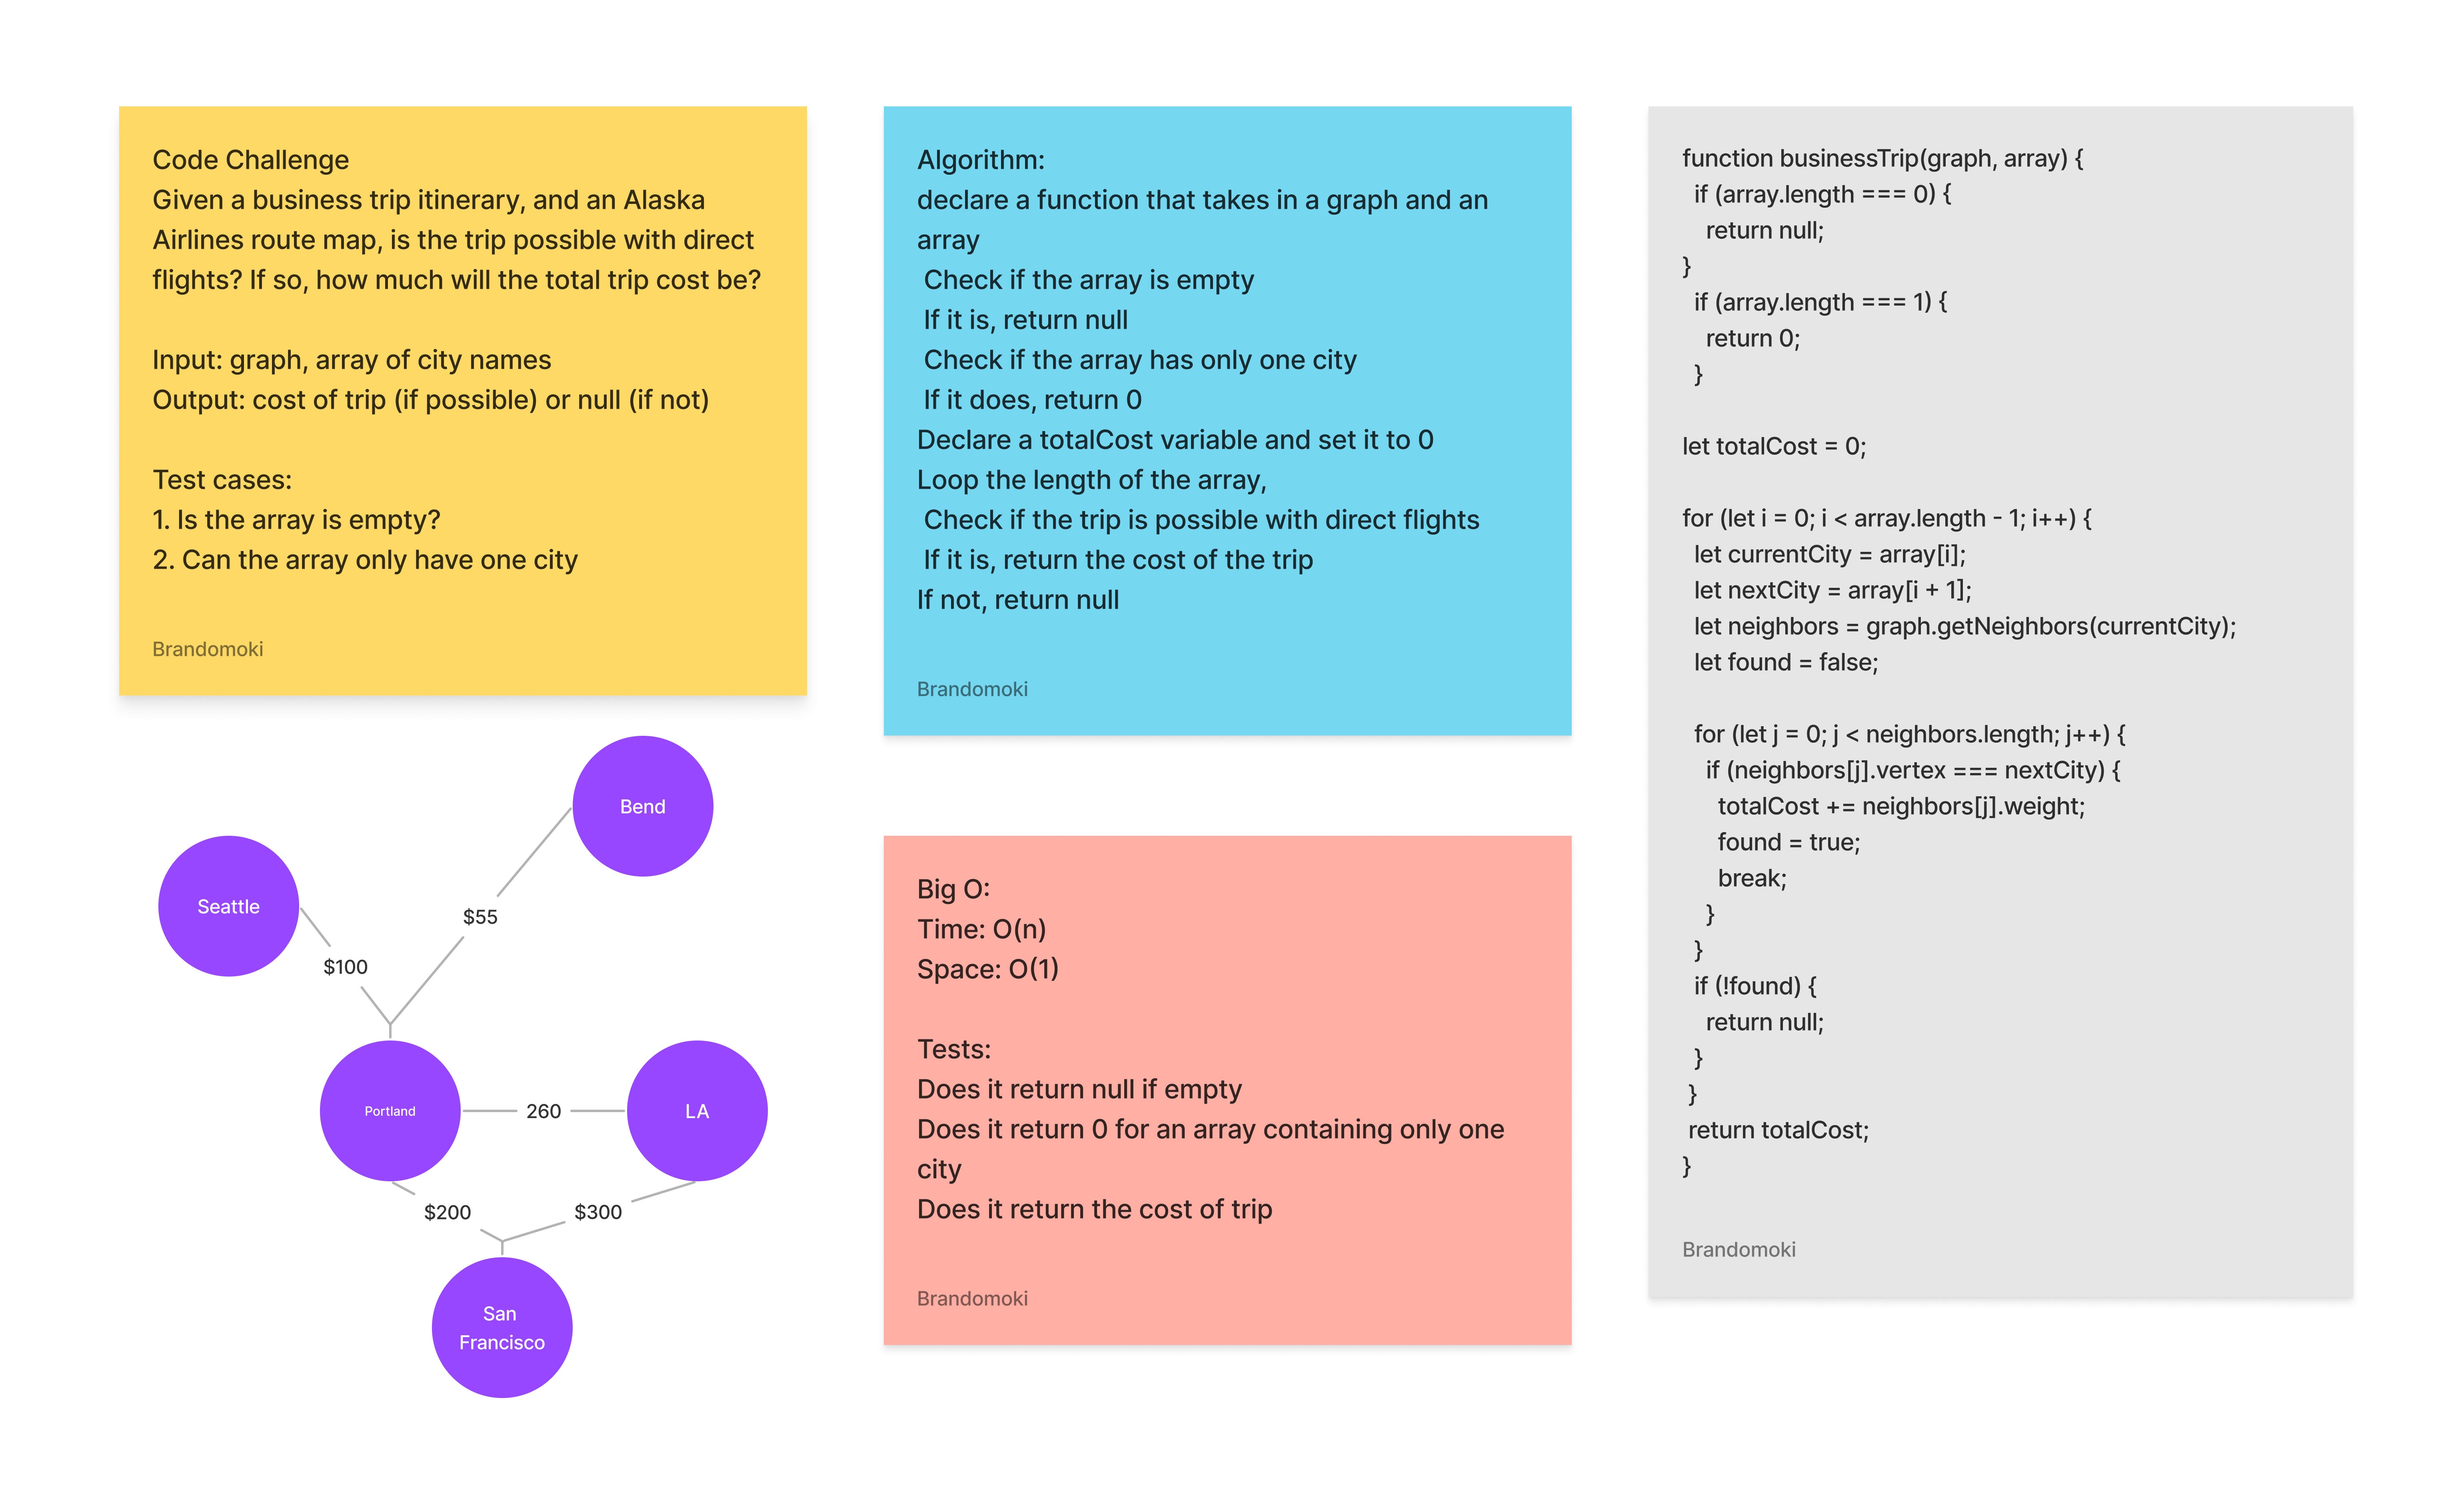 Code Challenge
Given a business trip itinerary, and an Alaska
Airlines route map, is the trip possible with direct
flights? If so, how much will the total trip cost be?
Input: graph, array of city names
Output: cost of trip (if possible) or null (if not)
Test cases:
1. Is the array is empty?
2. Can the array only have one city
Brandomoki
Bend
Seattle
$55
$100
Portland
260
LA
$200
$300
San
Francisco
Algorithm:
declare a function that takes in a graph and an
array
Check if the array is empty
If it is, return null
Check if the array has only one city
If it does, return 0
Declare a totalCost variable and set it to 0
Loop the length of the array,
Check if the trip is possible with direct flights
If it is, return the cost of the trip
If not, return null
Brandomoki
Big O:
Time: O(n)
Space: O(1)
Tests:
Does it return null if empty
Does it return 0 for an array containing only one
city
Does it return the cost of trip
Brandomoki
function businessTrip(graph, array) {
  if (array.length === 0) {
    return null;
}
  if (array.length === 1) {
    return 0;
  }
let totalCost = 0;
for (let i = 0; i < array.length - 1; i++) {
  let currentCity = array[i];
  let nextCity = array[i + 1];
  let neighbors = graph.getNeighbors(currentCity);
  let found = false;
  for (let j = 0; j < neighbors.length; j++) {
    if (neighbors[j].vertex === nextCity) {
      totalCost += neighbors[j].weight;
      found = true;
      break;
    }
  }
  if (!found) {
    return null;
  }
 }
 return totalCost;
}
Brandomoki